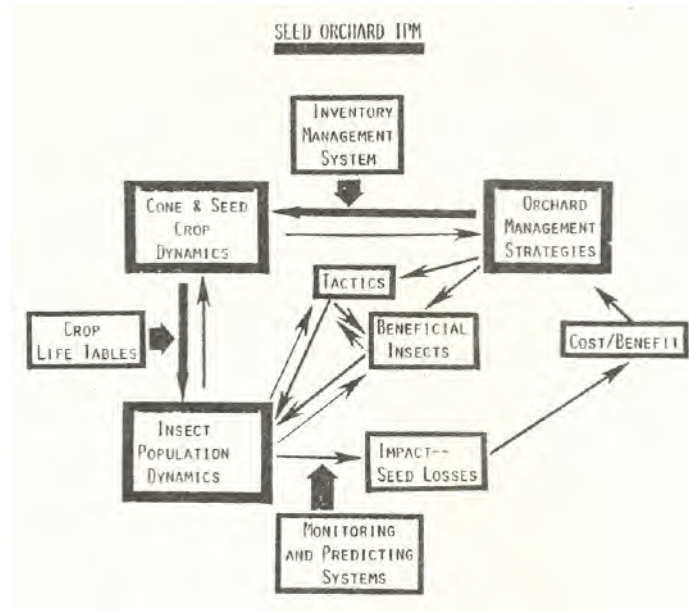 SEED ORCHARD IPM
INVENTORY
MANAGEMENT
SYSTEM
CONE & SEED
CROP
DYNAMICS
ORCHARD
MANAGEMENT
STRATEGIES
TACTICS
CROP
LIFE TABLES
BENEFICIAL
INSECTS
COST/BENEFIT
INSECT
POPULATION
DYNAMICS
IMPACT--
SEED LOSSES
MONITORING
AND PREDICTING
SYSTEMS